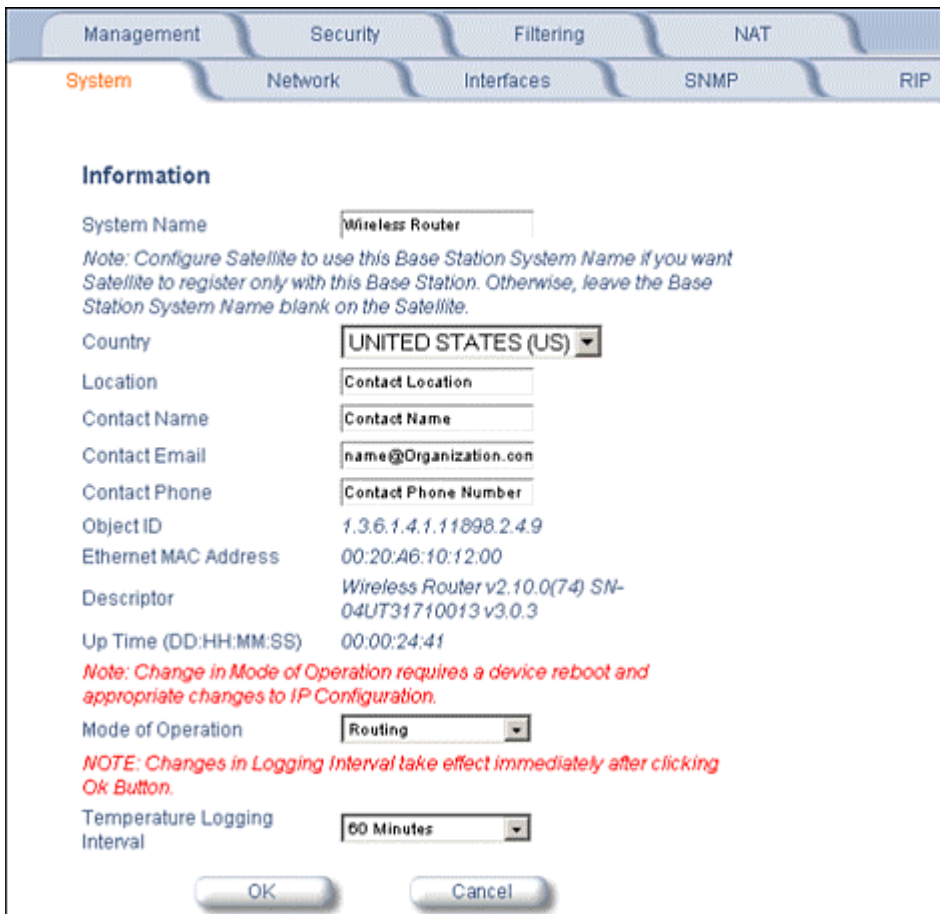 Management Security Filtering NAT
System Network Interfaces SNMP RIP
Information
System Name Wireless Router
Note: Configure Satellite to use this Base Station System Name if you want
Satellite to register only with this Base Station. Otherwise, leave the Base
Station System Name blank on the Satellite.
Country UNITED STATES (US)
Location Contact Location
Contact Name Contact Name
Contact Email name@Organization.com
Contact Phone Contact Phone Number
Object ID 1.3.6.1.4.1.11898.2.4.9
Ethernet MAC Address 00:20:A6:10:12:00
Descriptor Wireless Router v2.10.0(74) SN-
04UT31710013 v3.0.3
Up Time (DD:HH:MM:SS) 00:00:24:41
Note: Change in Mode of Operation requires a device reboot and
appropriate changes to IP Configuration.
Mode of Operation Routing
NOTE: Changes in Logging Interval take effect immediately after clicking
Ok Button.
Temperature Logging
Interval 60 Minutes
OK Cancel